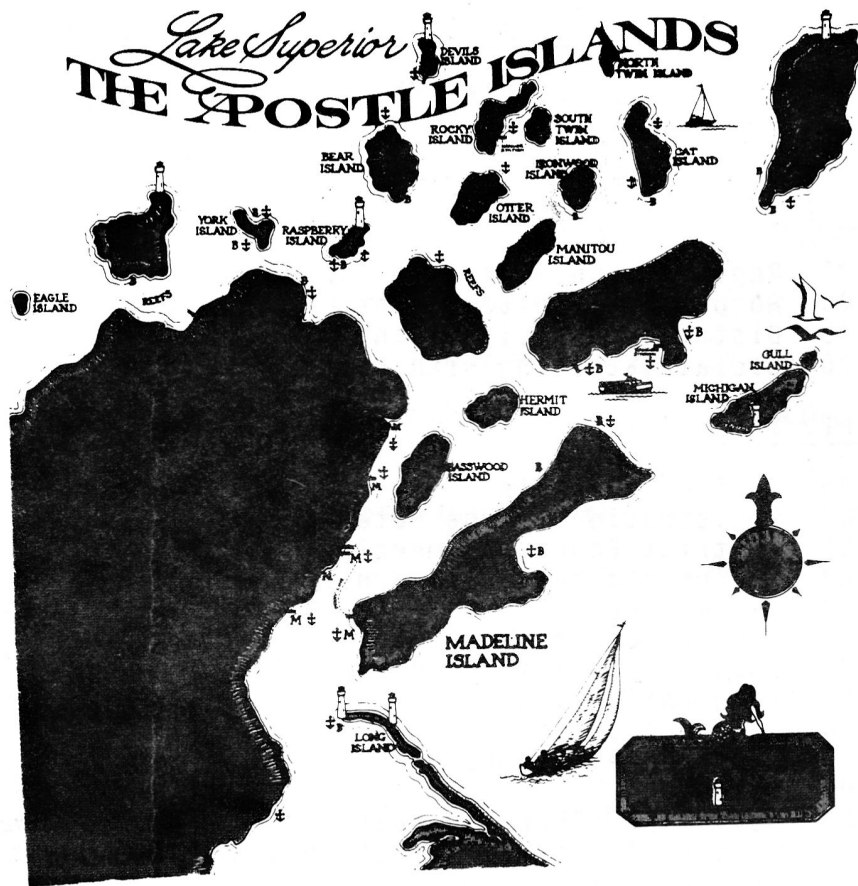 Lake Superior
THE APOSTLE ISLANDS
DEVILS
ISLAND
NORTH
TWIN ISLAND
ROCKY
ISLAND
SOUTH
TWIN
ISLAND
BEAR
ISLAND
IRONWOOD
ISLAND
CAT
ISLAND
OTTER
ISLAND
YORK
ISLAND
RASPBERRY
ISLAND
MANITOU
ISLAND
EAGLE
ISLAND
REEFS
REEFS
GULL
ISLAND
MICHIGAN
ISLAND
HERMIT
ISLAND
BASSWOOD
ISLAND
MADELINE
ISLAND
LONG
ISLAND
B
B
B
B
B
B
B
B
B
B
B
B
B
B
M
M
M
M
M